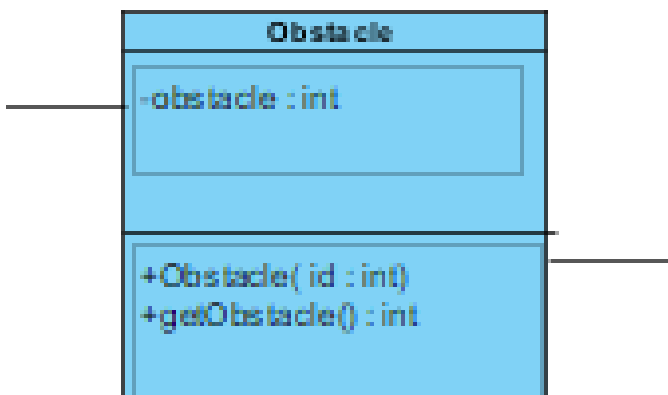 Obstacle
-obstacle : int
+Obstacle( id : int)
+getObstacle() : int